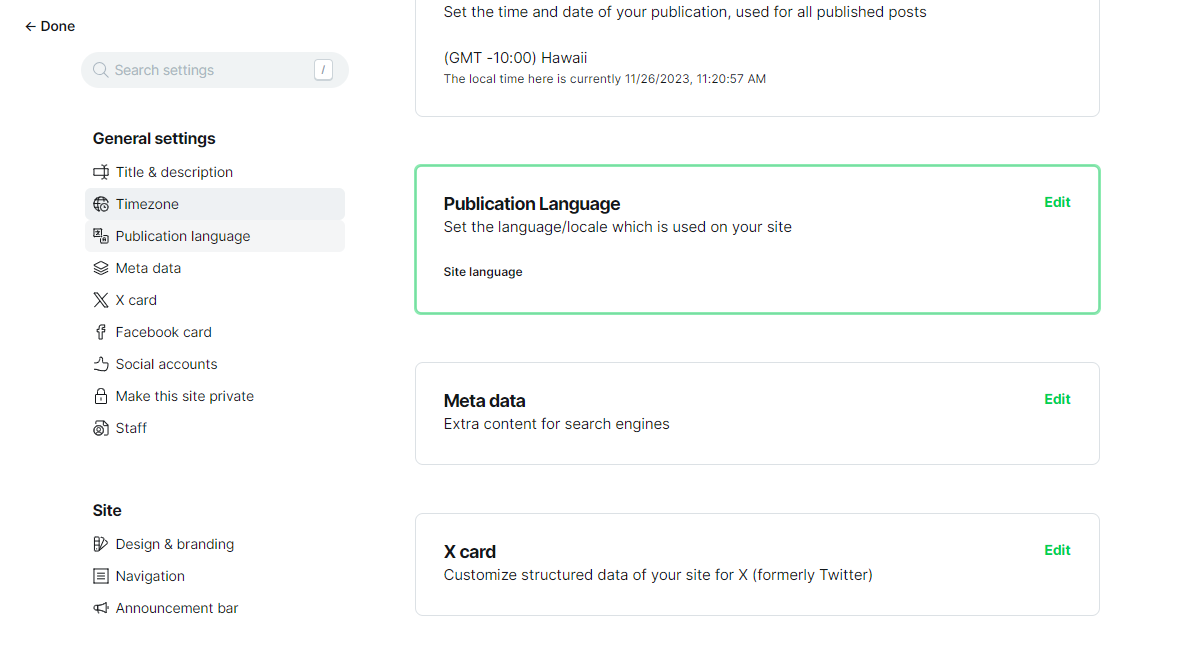 ← Done
Search settings /
General settings
Title & description
Timezone
Publication language
Meta data
X card
Facebook card
Social accounts
Make this site private
Staff
Site
Design & branding
Navigation
Announcement bar
Set the time and date of your publication, used for all published posts
(GMT -10:00) Hawaii
The local time here is currently 11/26/2023, 11:20:57 AM
Publication Language
Edit
Set the language/locale which is used on your site
Site language
Meta data
Edit
Extra content for search engines
X card
Edit
Customize structured data of your site for X (formerly Twitter)